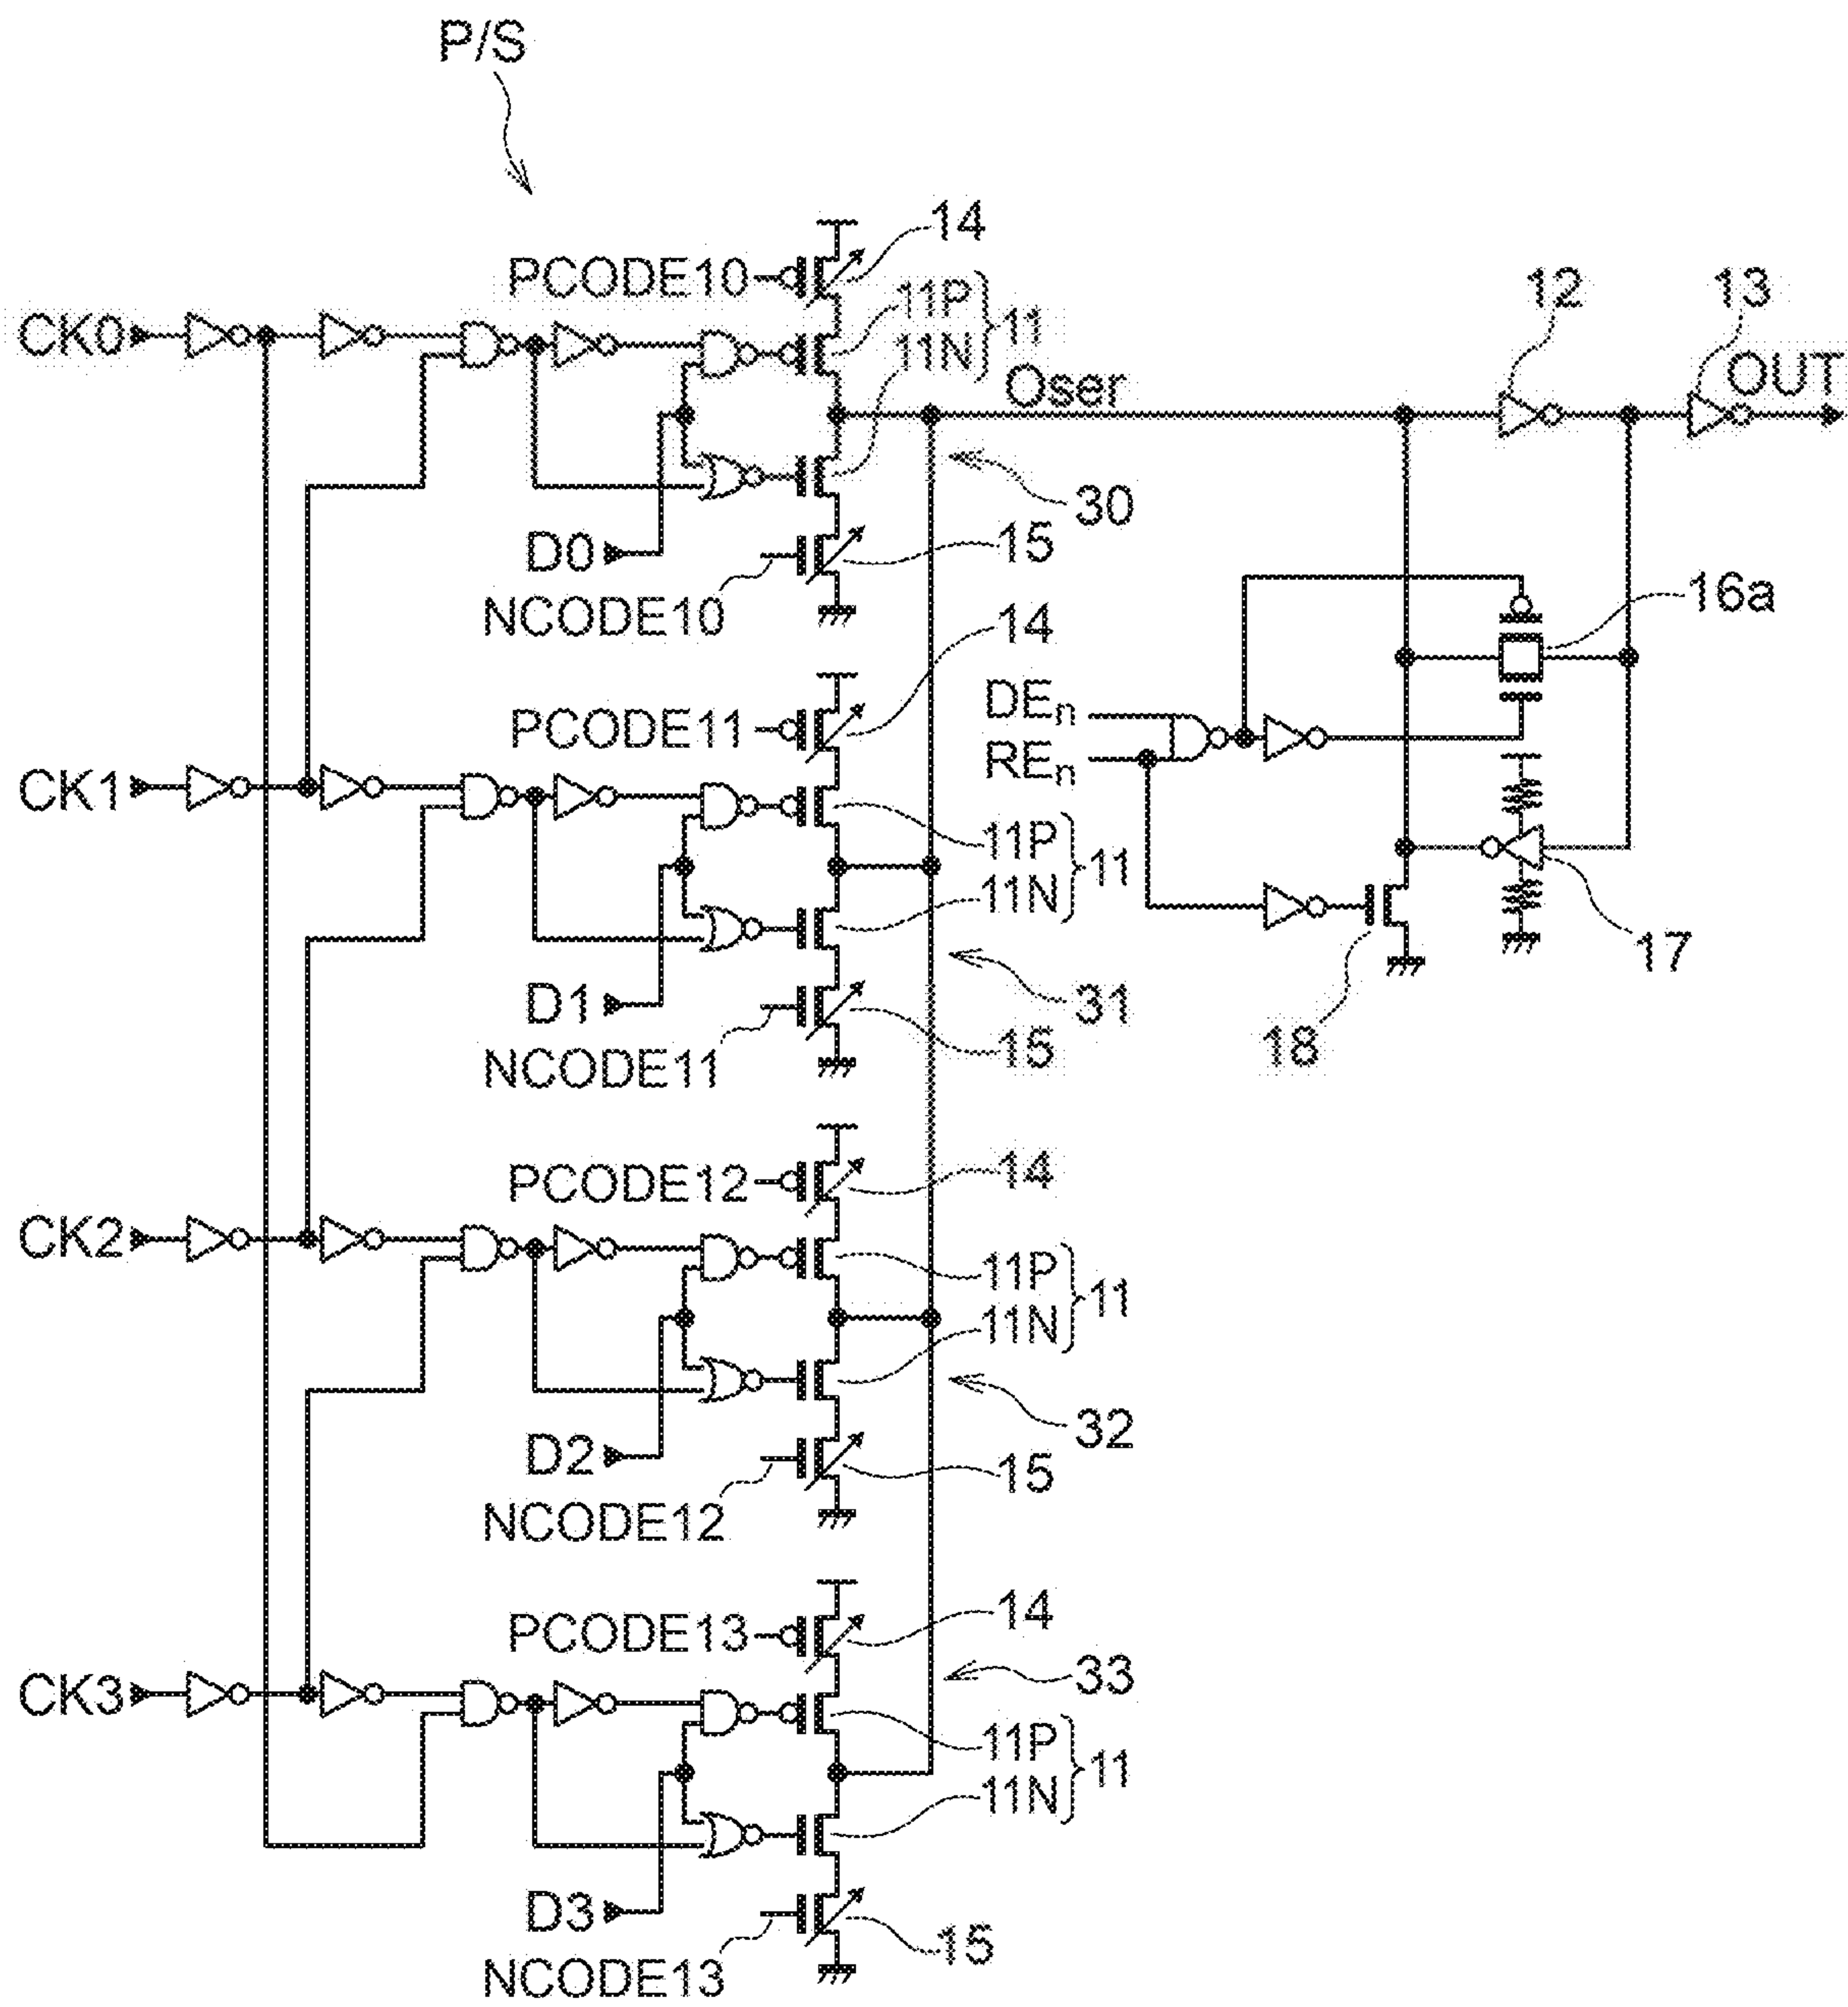 P/S
14
PCODE10
11P
11
11N
12
13
CK0
Oser
OUT
30
D0
15
NCODE10
14
16a
PCODE11
DEn
REn
CK1
11P
11
11N
17
D1
31
15
18
NCODE11
PCODE12
14
CK2
11P
11
11N
32
D2
15
NCODE12
14
PCODE13
33
CK3
11P
11
11N
D3
15
NCODE13